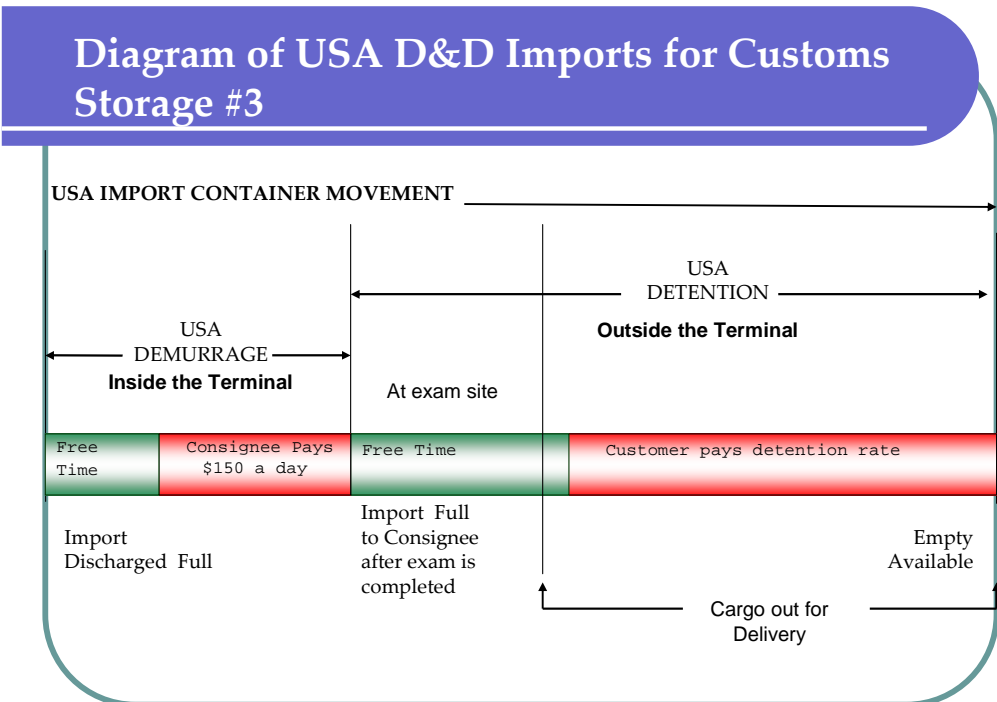 Diagram of USA D&D Imports for Customs
Storage #3
USA IMPORT CONTAINER MOVEMENT
USA
DETENTION
Outside the Terminal
USA
DEMURRAGE
Inside the Terminal
At exam site
Free
Time
Consignee Pays
$150 a day
Free Time
Customer pays detention rate
Import
Discharged Full
Import Full
to Consignee
after exam is
completed
Empty
Available
Cargo out for
Delivery